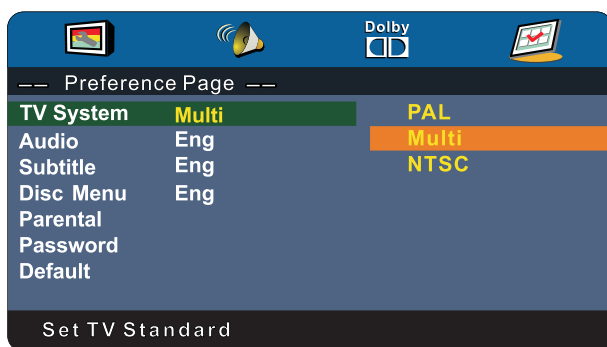 Dolby
-- Preference Page --
TV System Multi PAL
Audio Eng Multi
Subtitle Eng NTSC
Disc Menu Eng
Parental
Password
Default
Set TV Standard